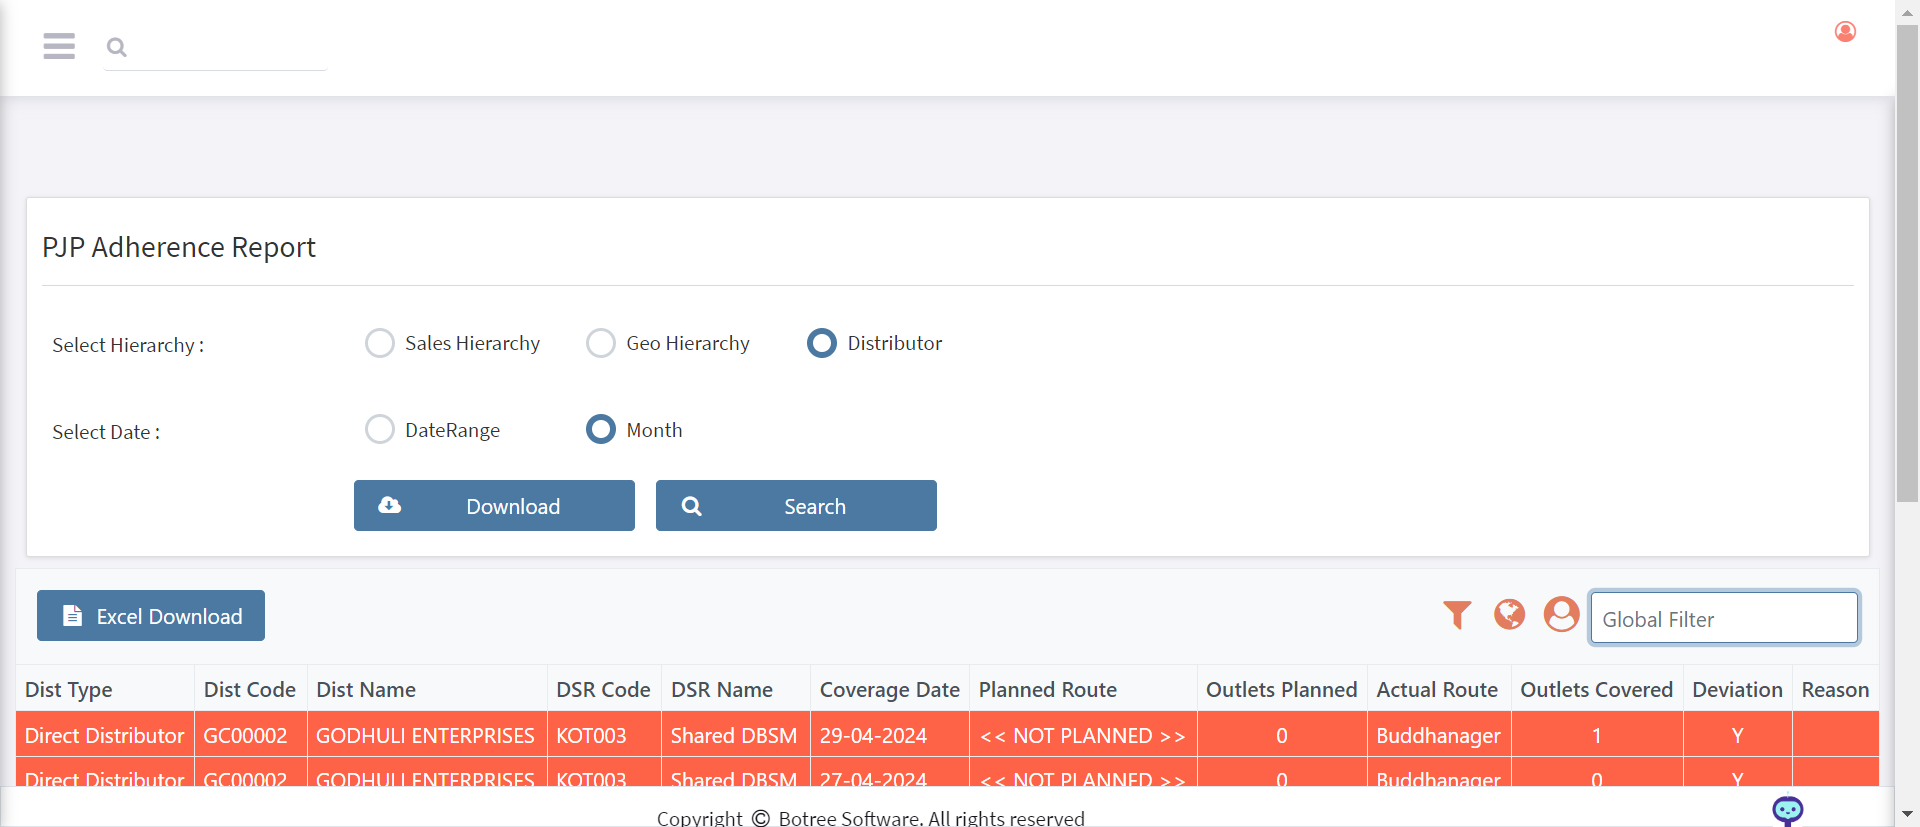 PJP Adherence Report
Select Hierarchy :
Sales Hierarchy
Geo Hierarchy
Distributor
Select Date :
DateRange
Month
Download
Search
Excel Download
Global Filter
Dist Type Dist Code Dist Name DSR Code DSR Name Coverage Date Planned Route Outlets Planned Actual Route Outlets Covered Deviation Reason
Direct Distributor GC00002 GODHULI ENTERPRISES KOT003 Shared DBSM 29-04-2024 << NOT PLANNED >> 0 Buddhanager 1 Y
Direct Distributor GC00002 GODHULI ENTERPRISES KOT003 Shared DBSM 27-04-2024 << NOT PLANNED >> 0 Buddhanager 0 Y
Copyright © Botree Software. All rights reserved